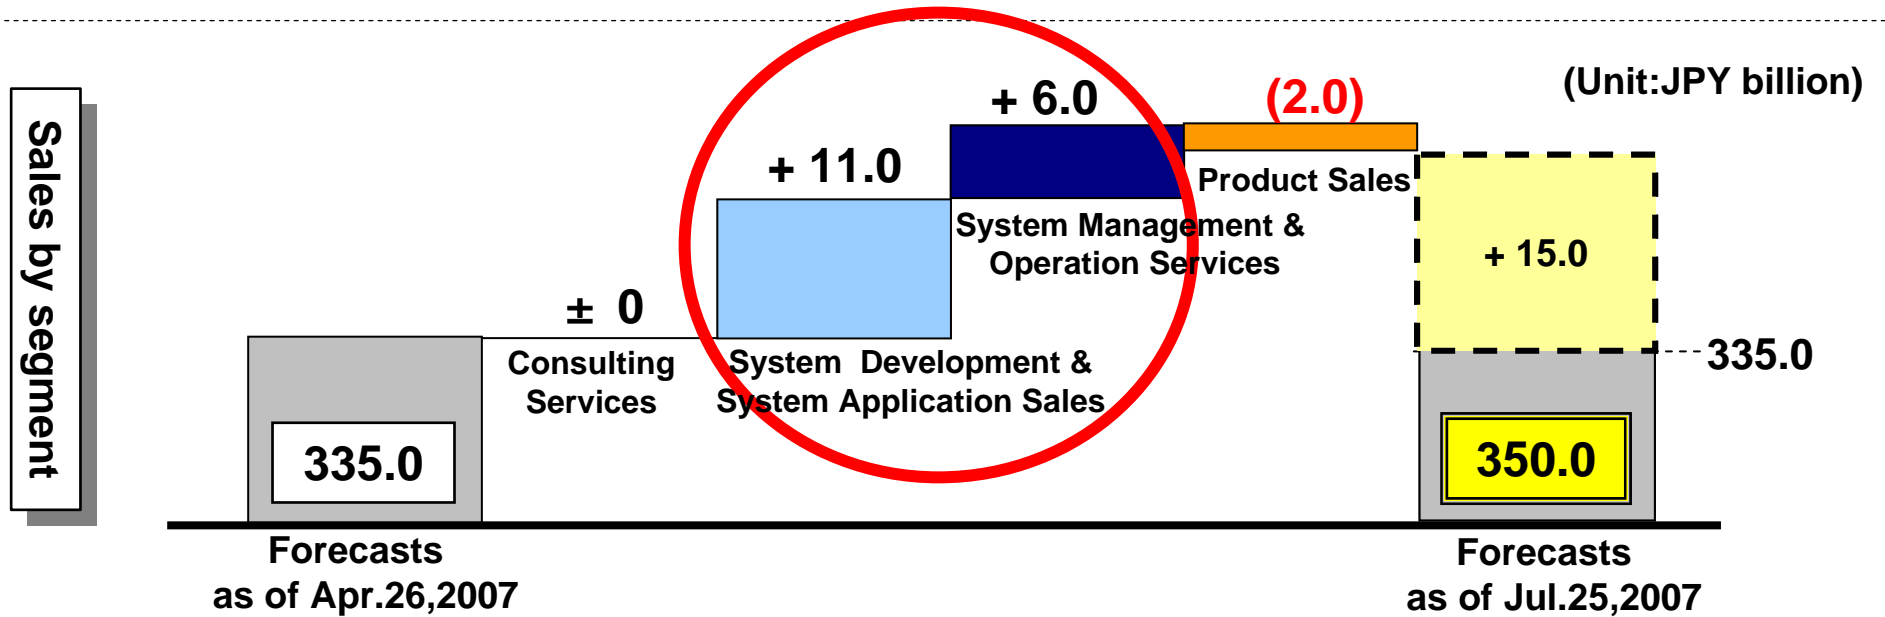 (Unit:JPY billion)
Sales by segment
+ 6.0
(2.0)
+ 11.0
Product Sales
System Management &
Operation Services
+ 15.0
± 0
335.0
Consulting
Services
System Development &
System Application Sales
335.0
350.0
Forecasts
as of Apr.26,2007
Forecasts
as of Jul.25,2007